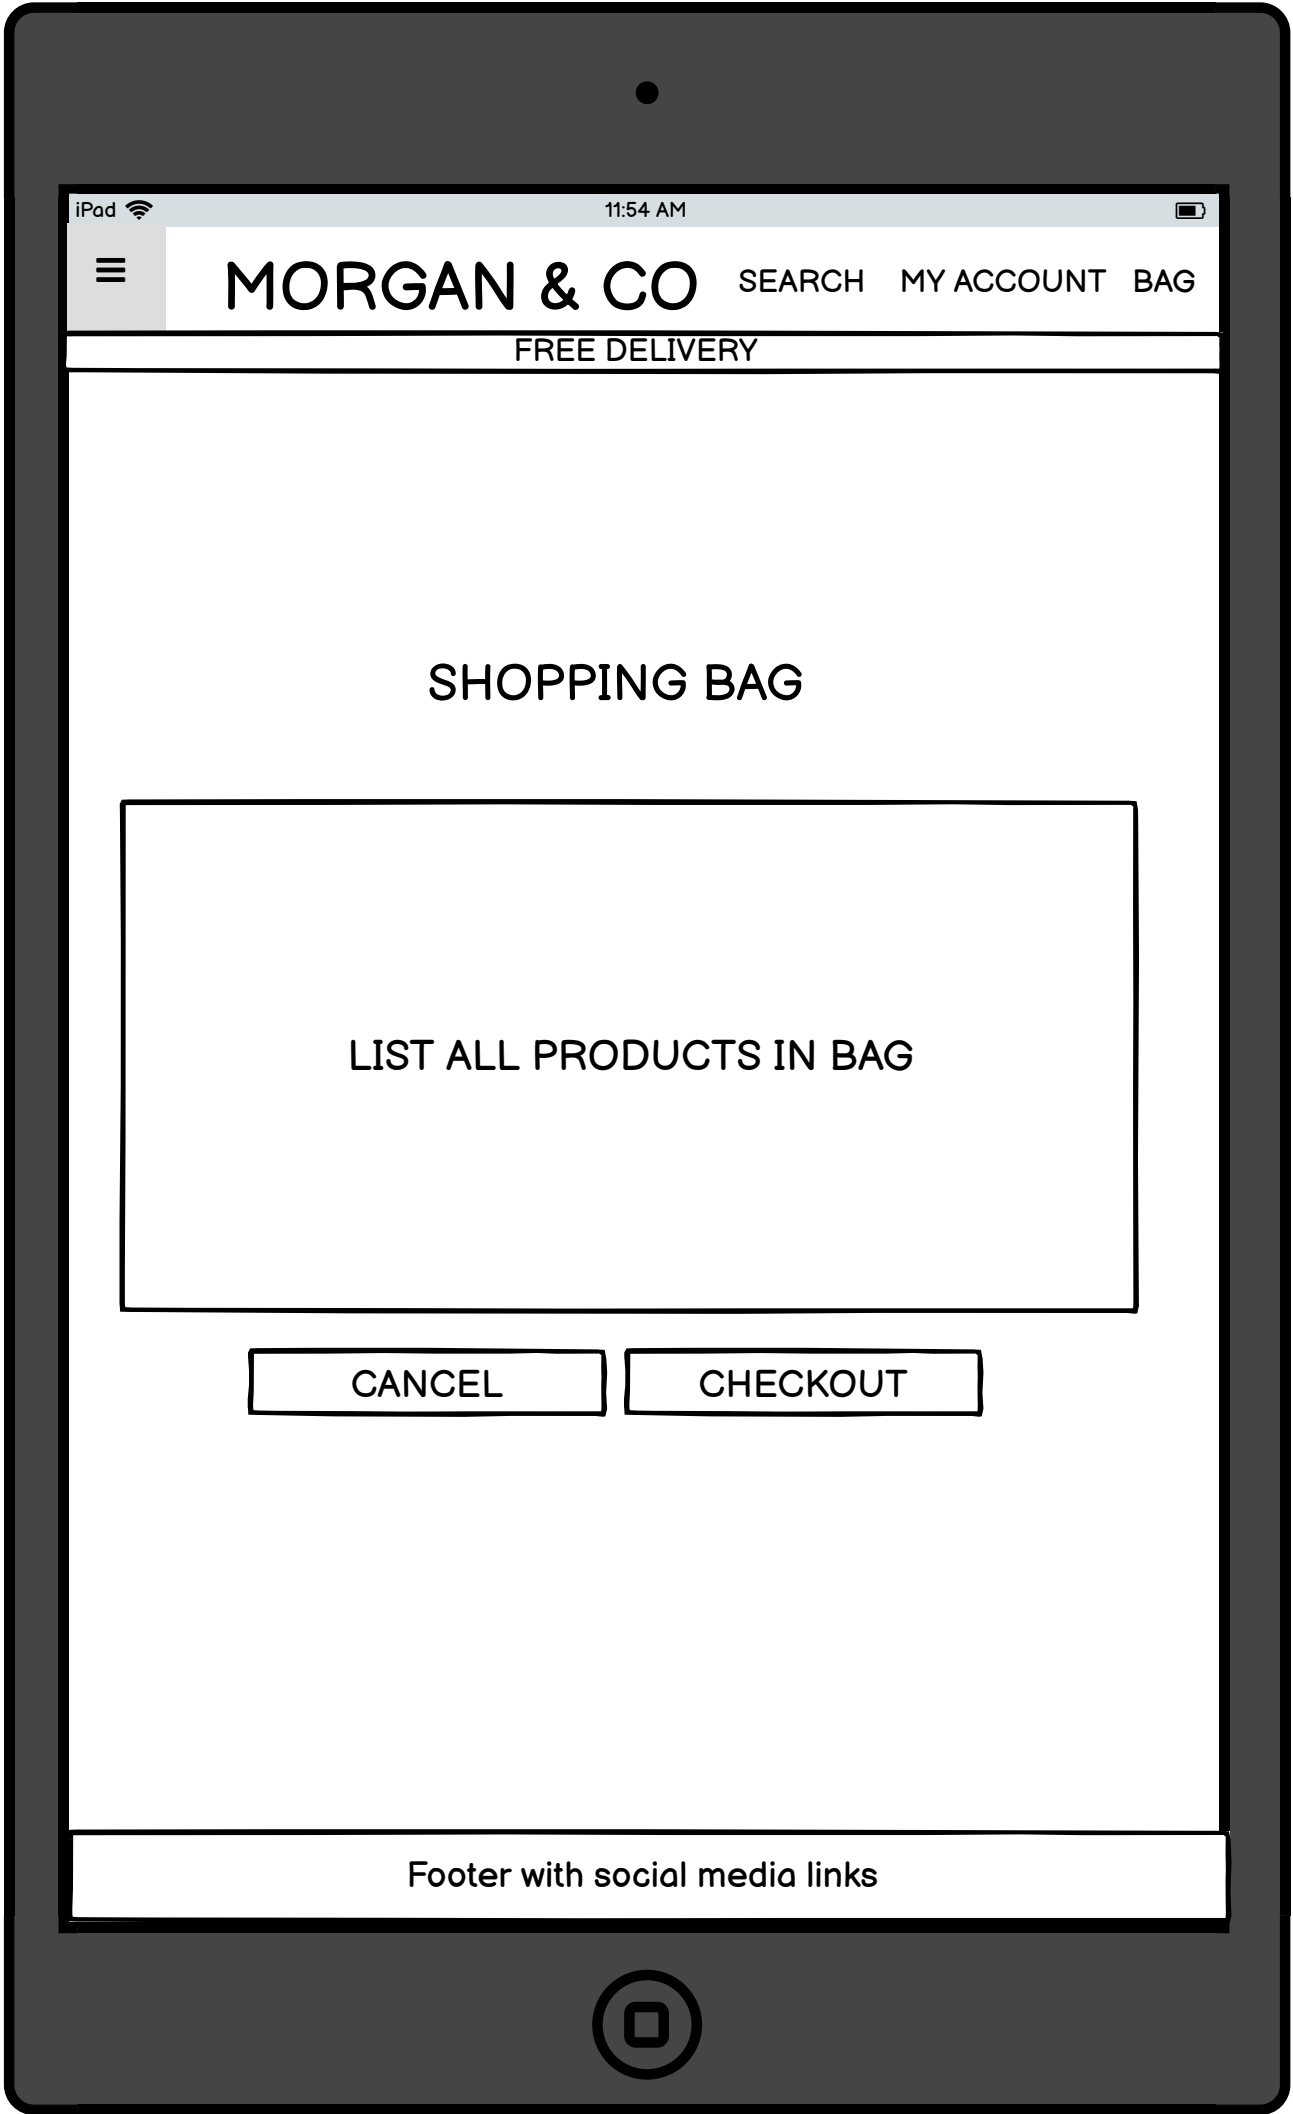 iPad 11:54 AM
MORGAN & CO SEARCH MY ACCOUNT BAG
FREE DELIVERY
SHOPPING BAG
LIST ALL PRODUCTS IN BAG
CANCEL CHECKOUT
Footer with social media links